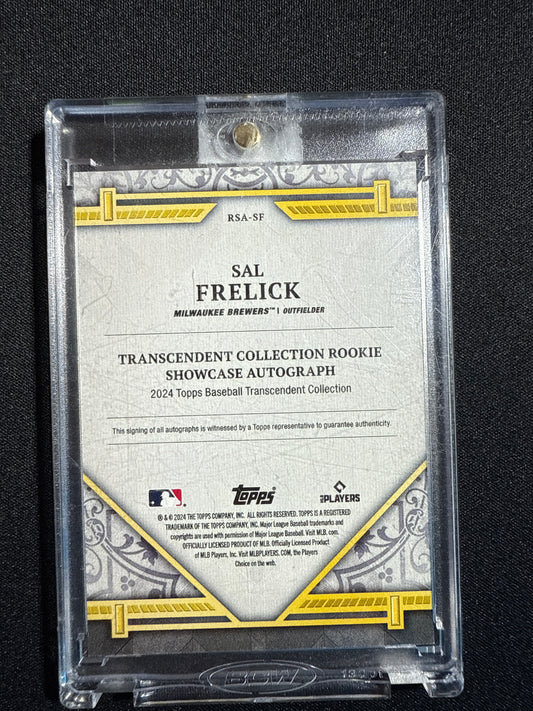 RSA-SF
SAL
FRELICK
MILWAUKEE BREWERS™ | OUTFIELDER
TRANSCENDENT COLLECTION ROOKIE
SHOWCASE AUTOGRAPH
2024 Topps Baseball Transcendent Collection
This signing of all autographs is witnessed by a Topps representative to guarantee authenticity.
topps
PLAYERS
® & © 2024 THE TOPPS COMPANY, INC. ALL RIGHTS RESERVED. TOPPS IS A REGISTERED
TRADEMARK OF THE TOPPS COMPANY, INC. Major League Baseball trademarks and
copyrights are used with permission of Major League Baseball. Visit MLB.com.
OFFICIALLY LICENSED PRODUCT OF MLB. Officially Licensed Product
of MLB Players, Inc. Visit MLBPLAYERS.COM, the Players
Choice on the web.
BCW